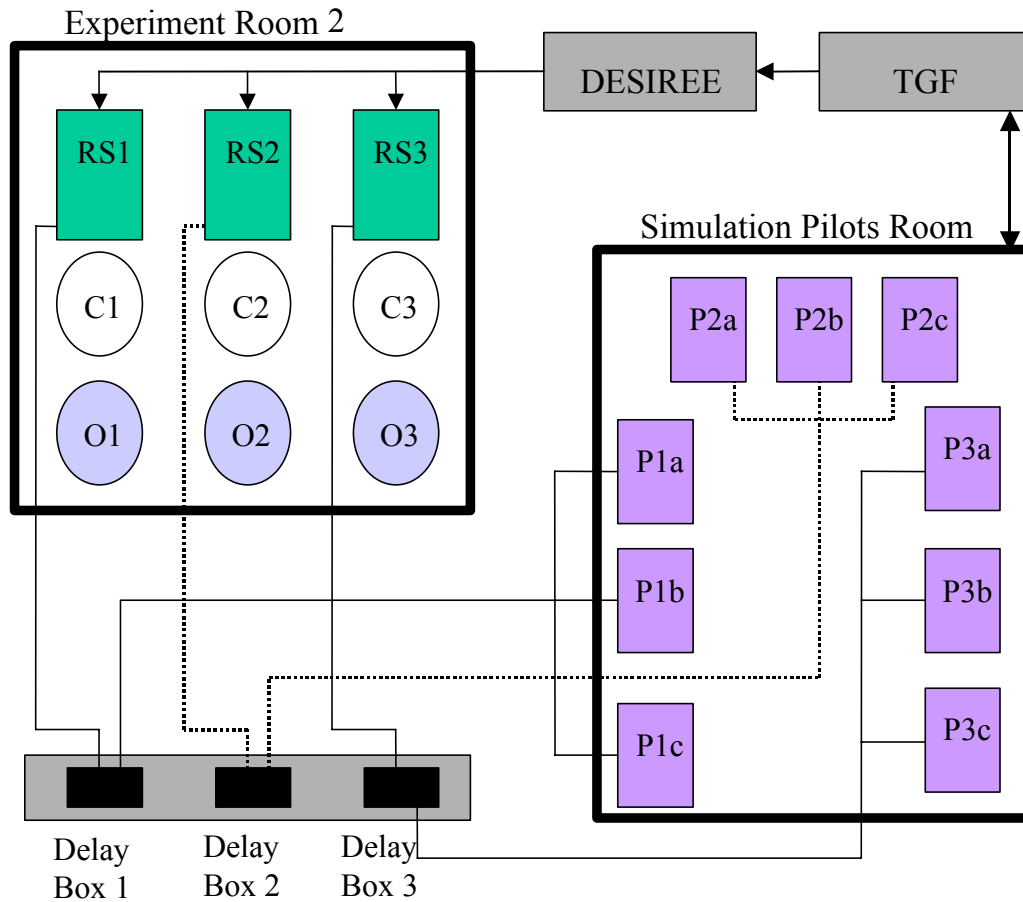 Experiment Room 2
DESIREE
TGF
RS1
RS2
RS3
Simulation Pilots Room
C1
C2
C3
P2a
P2b
P2c
O1
O2
O3
P1a
P3a
P1b
P3b
P1c
P3c
Delay
Box 1
Delay
Box 2
Delay
Box 3